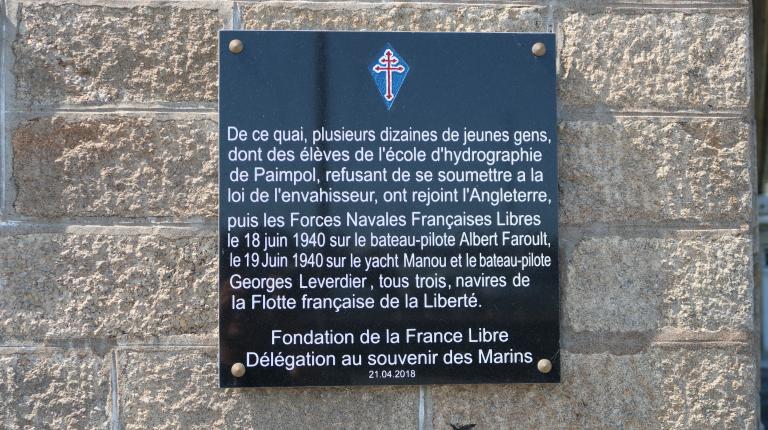 De ce quai, plusieurs dizaines de jeunes gens,
dont des élèves de l'école d'hydrographie
de Paimpol, refusant de se soumettre a la
loi de l'envahisseur, ont rejoint l'Angleterre,
puis les Forces Navales Françaises Libres
le 18 juin 1940 sur le bateau-pilote Albert Faroult,
le 19 Juin 1940 sur le yacht Manou et le bateau-pilote
Georges Leverdier, tous trois, navires de
la Flotte française de la Liberté.
Fondation de la France Libre
Délégation au souvenir des Marins
21.04.2018